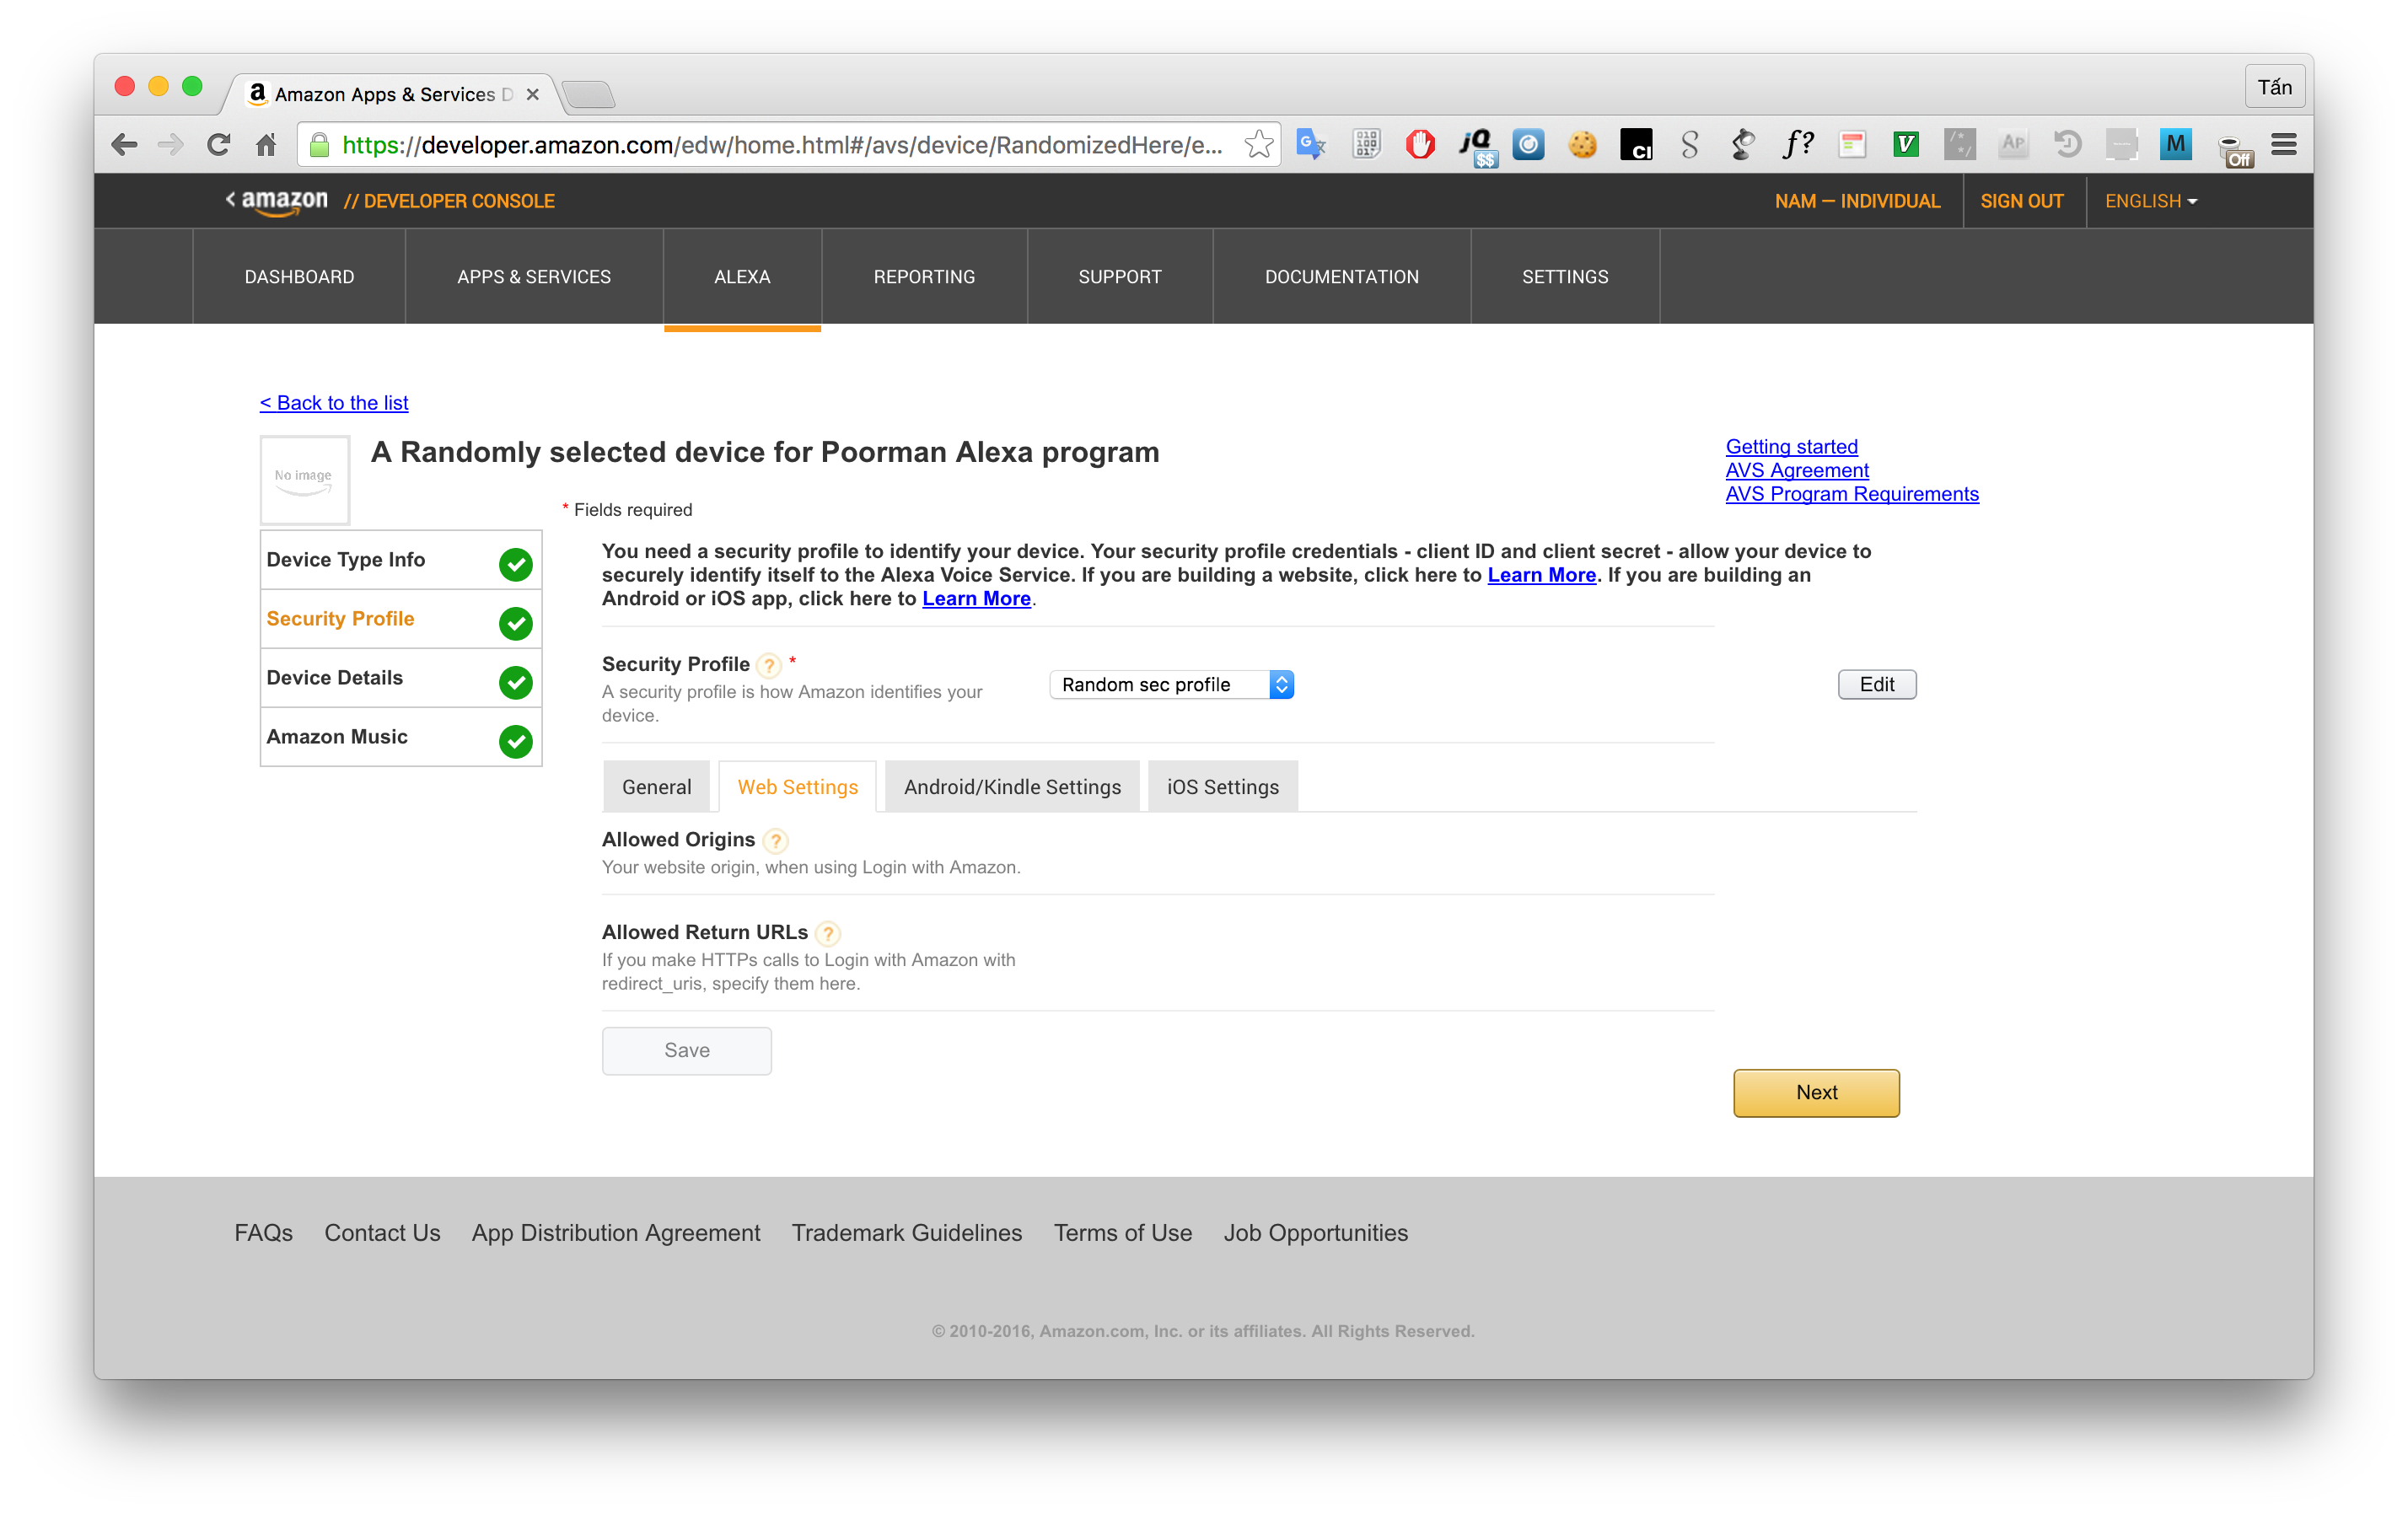 Amazon Apps & Services D
Tấn
https://developer.amazon.com/edw/home.html#/avs/device/RandomizedHere/e...
jQ
$$
CI
f?
V
AP
M
Off
< amazon // DEVELOPER CONSOLE
NAM — INDIVIDUAL
SIGN OUT
ENGLISH
DASHBOARD
APPS & SERVICES
ALEXA
REPORTING
SUPPORT
DOCUMENTATION
SETTINGS
< Back to the list
No image
A Randomly selected device for Poorman Alexa program
Getting started
AVS Agreement
AVS Program Requirements
* Fields required
Device Type Info
Security Profile
Device Details
Amazon Music
You need a security profile to identify your device. Your security profile credentials - client ID and client secret - allow your device to
securely identify itself to the Alexa Voice Service. If you are building a website, click here to Learn More. If you are building an
Android or iOS app, click here to Learn More.
Security Profile ? *
A security profile is how Amazon identifies your
device.
Random sec profile
Edit
General
Web Settings
Android/Kindle Settings
iOS Settings
Allowed Origins ?
Your website origin, when using Login with Amazon.
Allowed Return URLs ?
If you make HTTPs calls to Login with Amazon with
redirect_uris, specify them here.
Save
Next
FAQs
Contact Us
App Distribution Agreement
Trademark Guidelines
Terms of Use
Job Opportunities
© 2010-2016, Amazon.com, Inc. or its affiliates. All Rights Reserved.